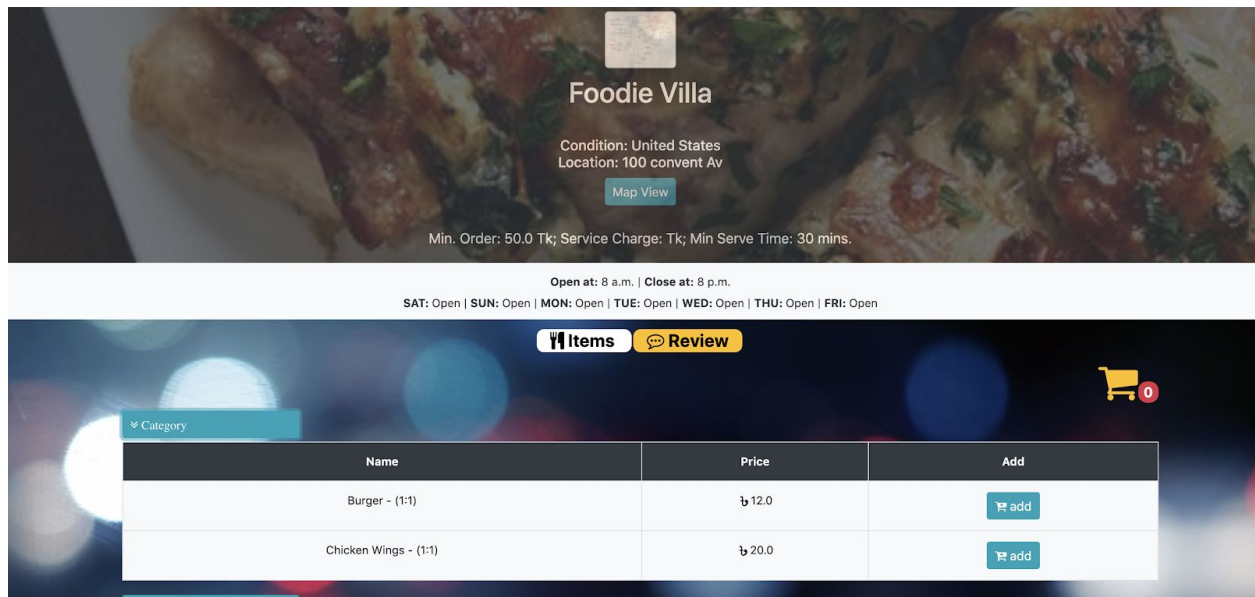 Foodie Villa
Condition: United States
Location: 100 convent Av
Map View
Min. Order: 50.0 Tk; Service Charge: Tk; Min Serve Time: 30 mins.
Open at: 8 a.m. | Close at: 8 p.m.
SAT: Open | SUN: Open | MON: Open | TUE: Open | WED: Open | THU: Open | FRI: Open
Items Review
0
Category
Name Price Add
Burger - (1:1) ৳ 12.0 add
Chicken Wings - (1:1) ৳ 20.0 add